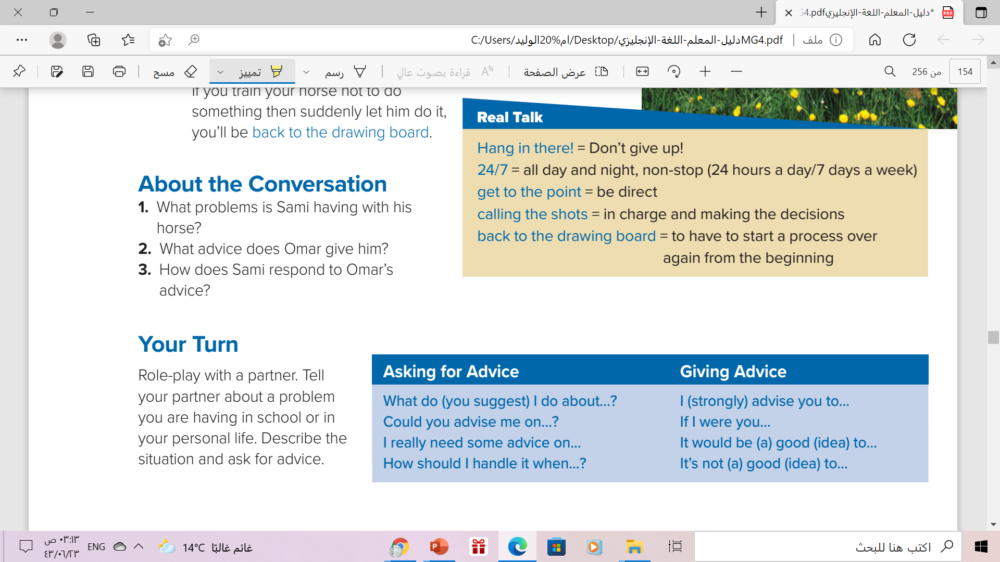 *دليل-المعلم-اللغة-الإنجليزيG4.pdf
ملف
C:/Users/ام%20الوليد/Desktop/دليل-المعلم-اللغة-الإنجليزيMG4.pdf
مسح
تمييز
رسم
قراءة بصوت عالٍ
عرض الصفحة
من 256
154
If you train your horse not to do
something then suddenly let him do it,
you'll be back to the drawing board.
About the Conversation
1. What problems is Sami having with his
horse?
2. What advice does Omar give him?
3. How does Sami respond to Omar's
advice?
Real Talk
Hang in there! = Don't give up!
24/7 = all day and night, non-stop (24 hours a day/7 days a week)
get to the point = be direct
calling the shots = in charge and making the decisions
back to the drawing board = to have to start a process over
again from the beginning
Your Turn
Role-play with a partner. Tell
your partner about a problem
you are having in school or in
your personal life. Describe the
situation and ask for advice.
Asking for Advice
What do (you suggest) I do about...?
Could you advise me on...?
I really need some advice on...
How should I handle it when...?
Giving Advice
I (strongly) advise you to...
If I were you...
It would be (a) good (idea) to...
It's not (a) good (idea) to...
٠٣:١٣ ص
٤٣/٠٦/٢٣
ENG
14°C غائم غالبًا
اكتب هنا للبحث